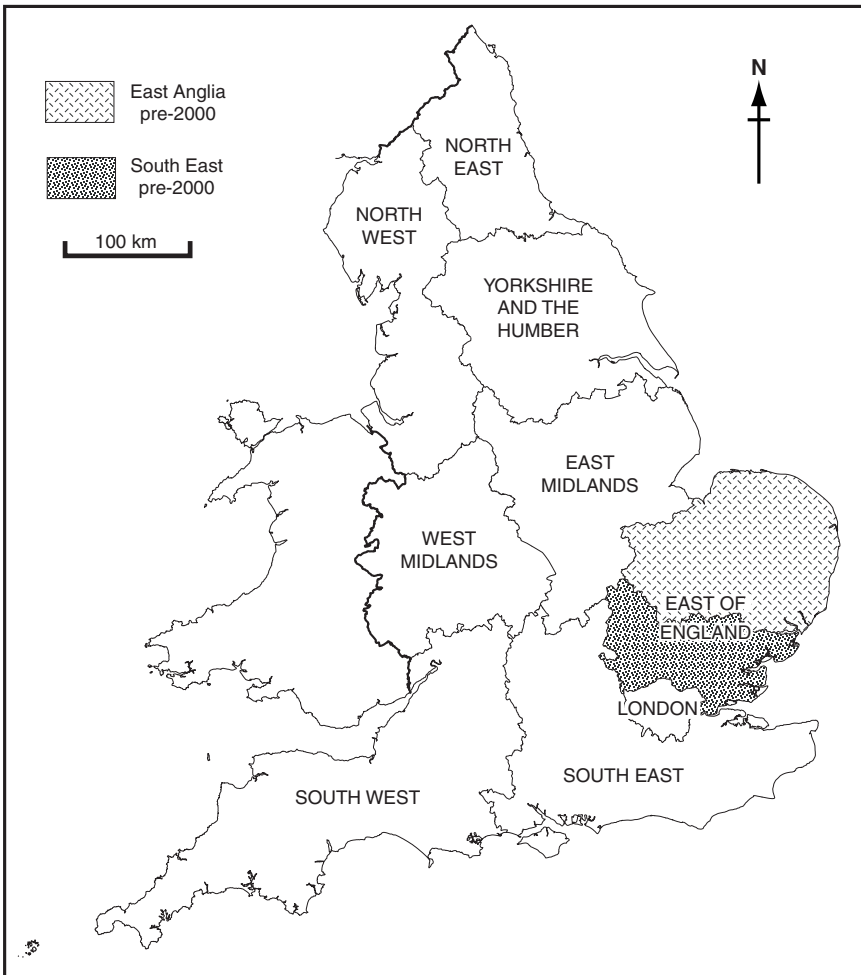 East Anglia
pre-2000
South East
pre-2000
100 km
N
NORTH
EAST
NORTH
WEST
YORKSHIRE
AND THE
HUMBER
EAST
MIDLANDS
WEST
MIDLANDS
EAST OF
ENGLAND
LONDON
SOUTH EAST
SOUTH WEST